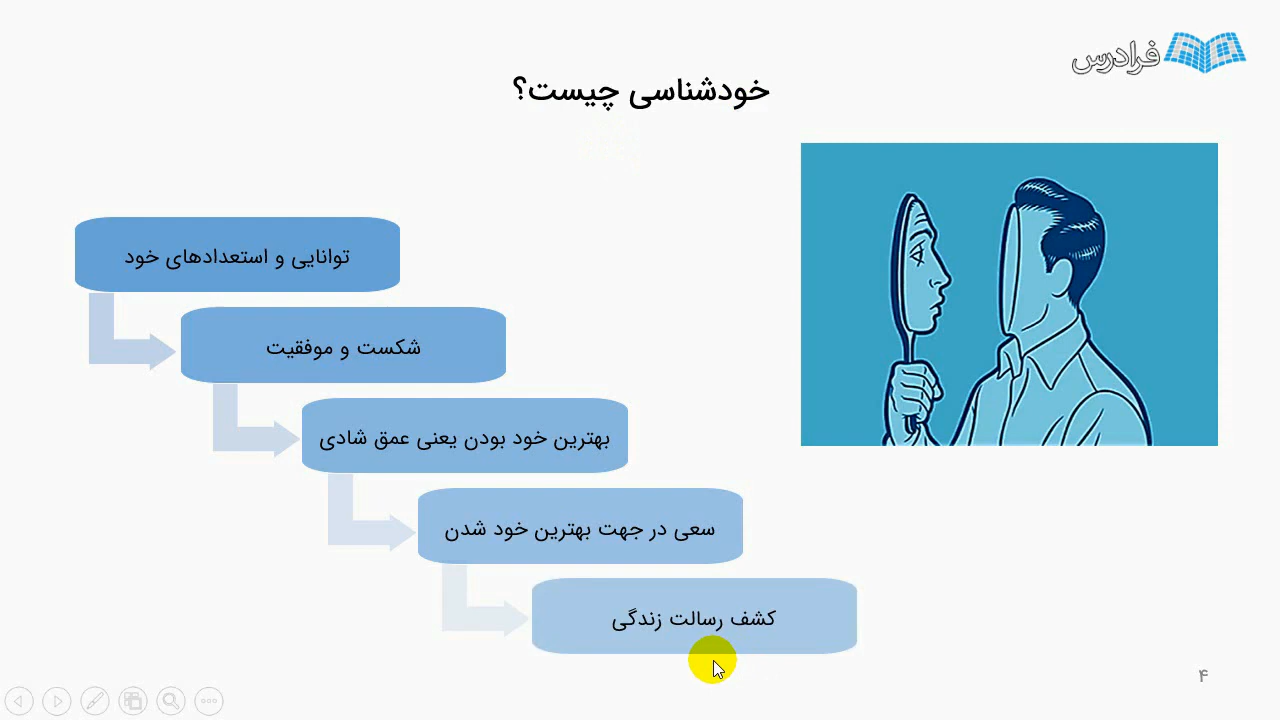 فرادرس
خودشناسی چیست؟
توانایی و استعدادهای خود
شکست و موفقیت
بهترین خود بودن یعنی عمق شادی
سعی در جهت بهترین خود شدن
کشف رسالت زندگی
۴